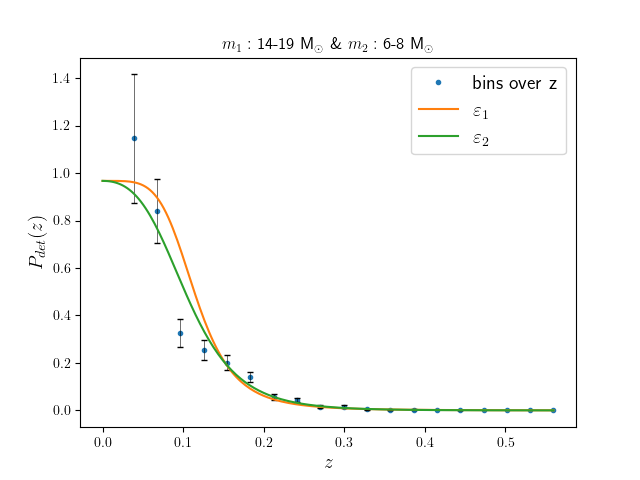 m₁ : 14-19 M⊙ & m₂ : 6-8 M⊙
bins over z
ε₁
ε₂
P_det(z)
1.4
1.2
1.0
0.8
0.6
0.4
0.2
0.0
0.0 0.1 0.2 0.3 0.4 0.5
z